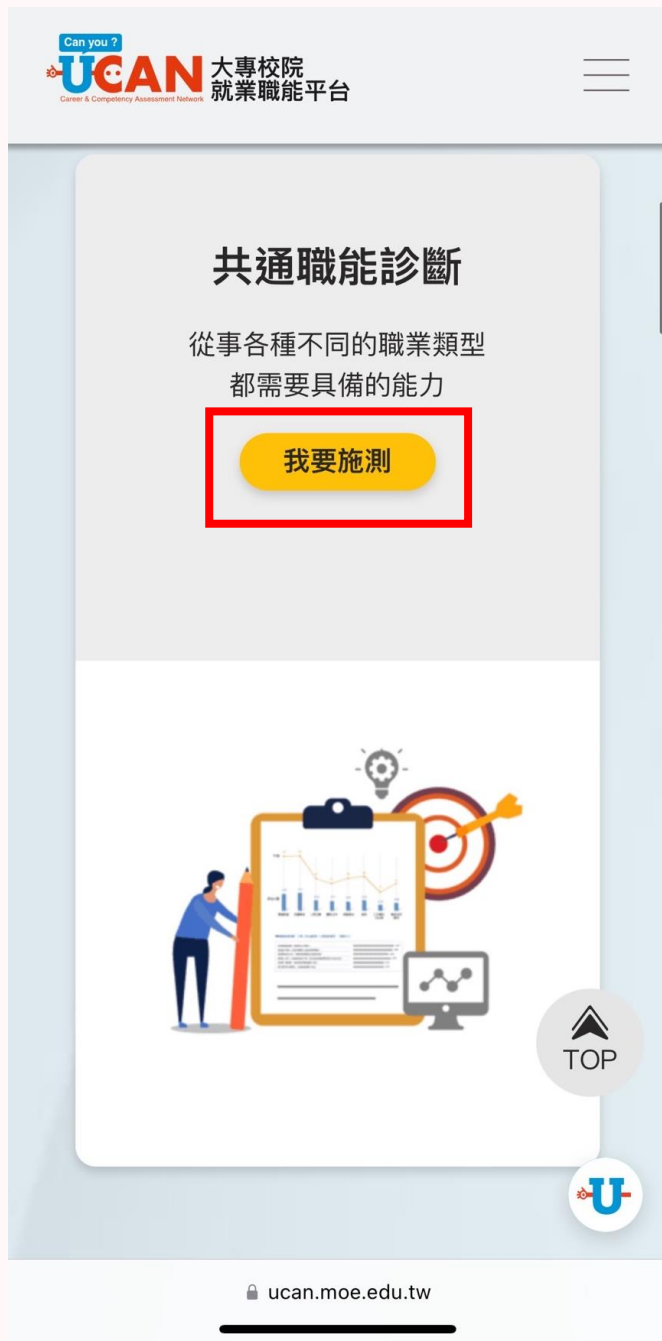 Can you ?
UCAN
Career & Competency Assessment Network
大專校院
就業職能平台
共通職能診斷
從事各種不同的職業類型
都需要具備的能力
我要施測
TOP
U
ucan.moe.edu.tw